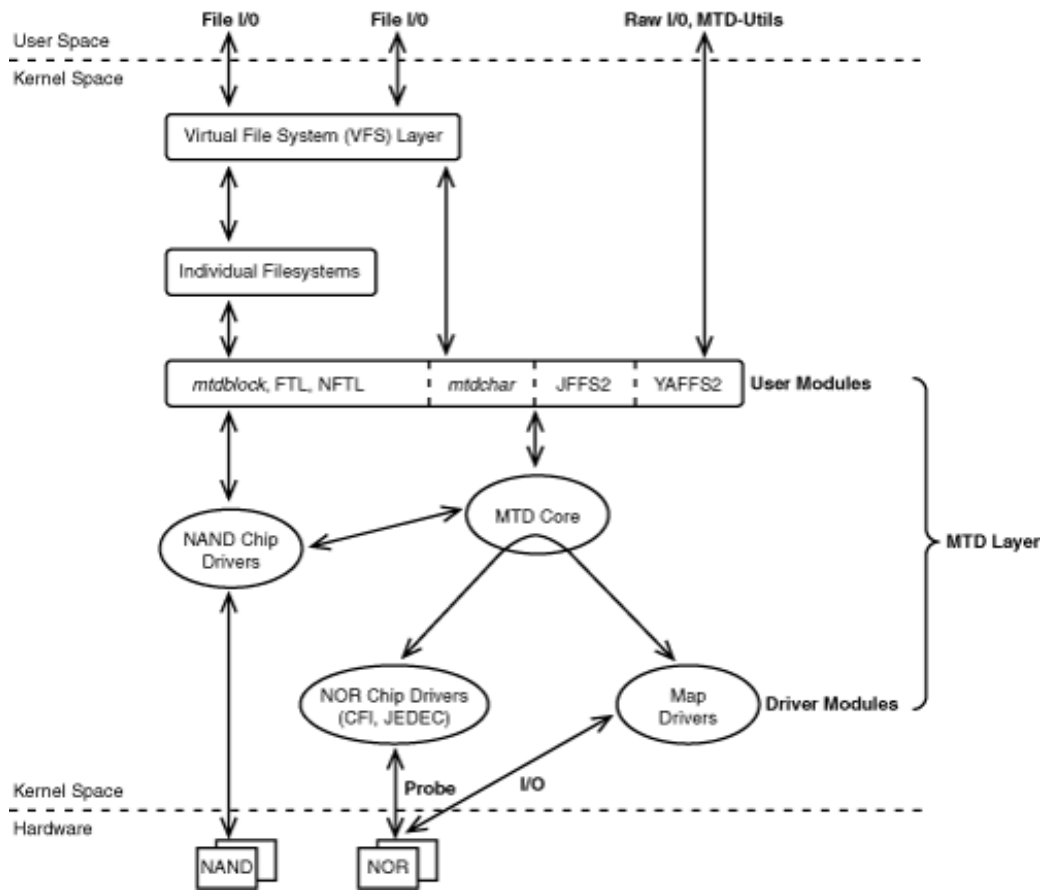 File I/0
File I/0
Raw I/0, MTD-Utils
User Space
Kernel Space
Virtual File System (VFS) Layer
Individual Filesystems
mtdblock, FTL, NFTL
mtdchar
JFFS2
YAFFS2
User Modules
MTD Core
NAND Chip
Drivers
MTD Layer
NOR Chip Drivers
(CFI, JEDEC)
Map
Drivers
Driver Modules
Probe
I/O
Kernel Space
Hardware
NAND
NOR